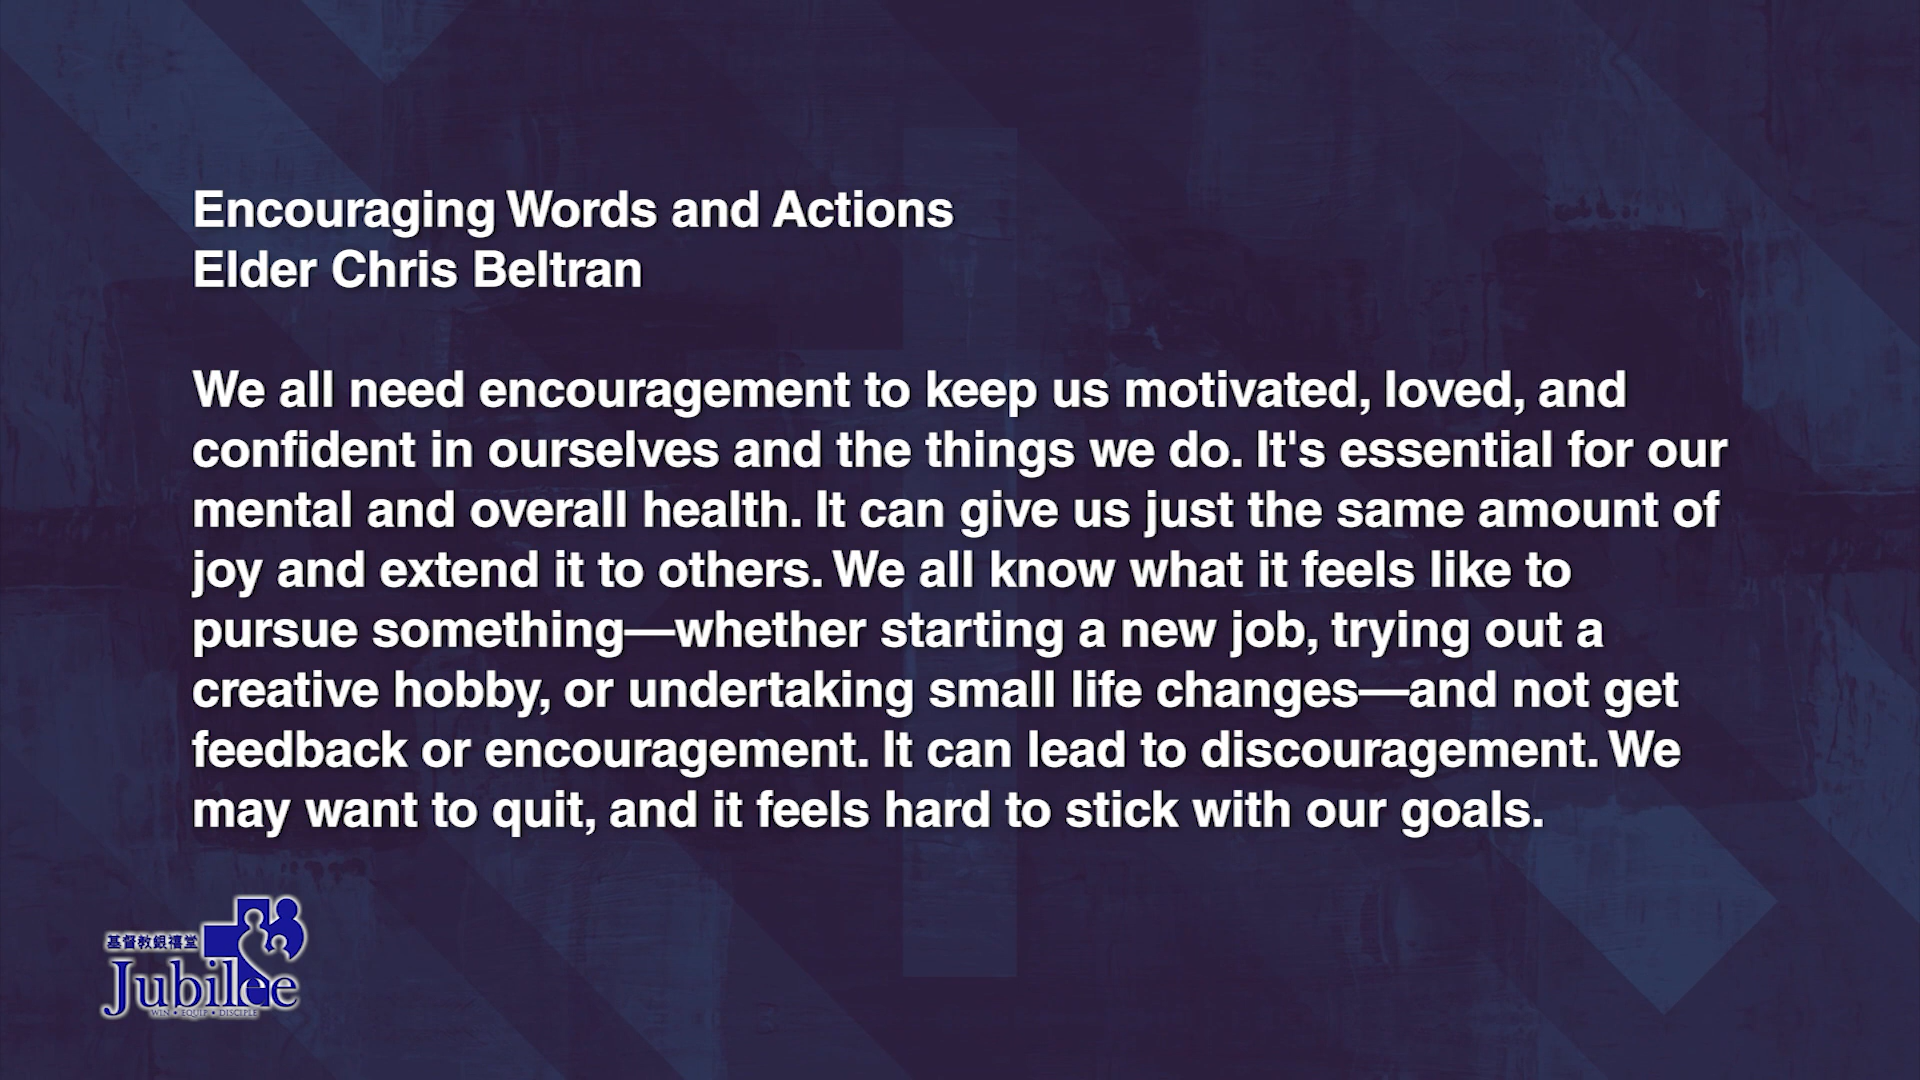 Encouraging Words and Actions
Elder Chris Beltran
We all need encouragement to keep us motivated, loved, and
confident in ourselves and the things we do. It's essential for our
mental and overall health. It can give us just the same amount of
joy and extend it to others. We all know what it feels like to
pursue something—whether starting a new job, trying out a
creative hobby, or undertaking small life changes—and not get
feedback or encouragement. It can lead to discouragement. We
may want to quit, and it feels hard to stick with our goals.
基督教銀禧堂
Jubilee
WIN • EQUIP • DISCIPLE